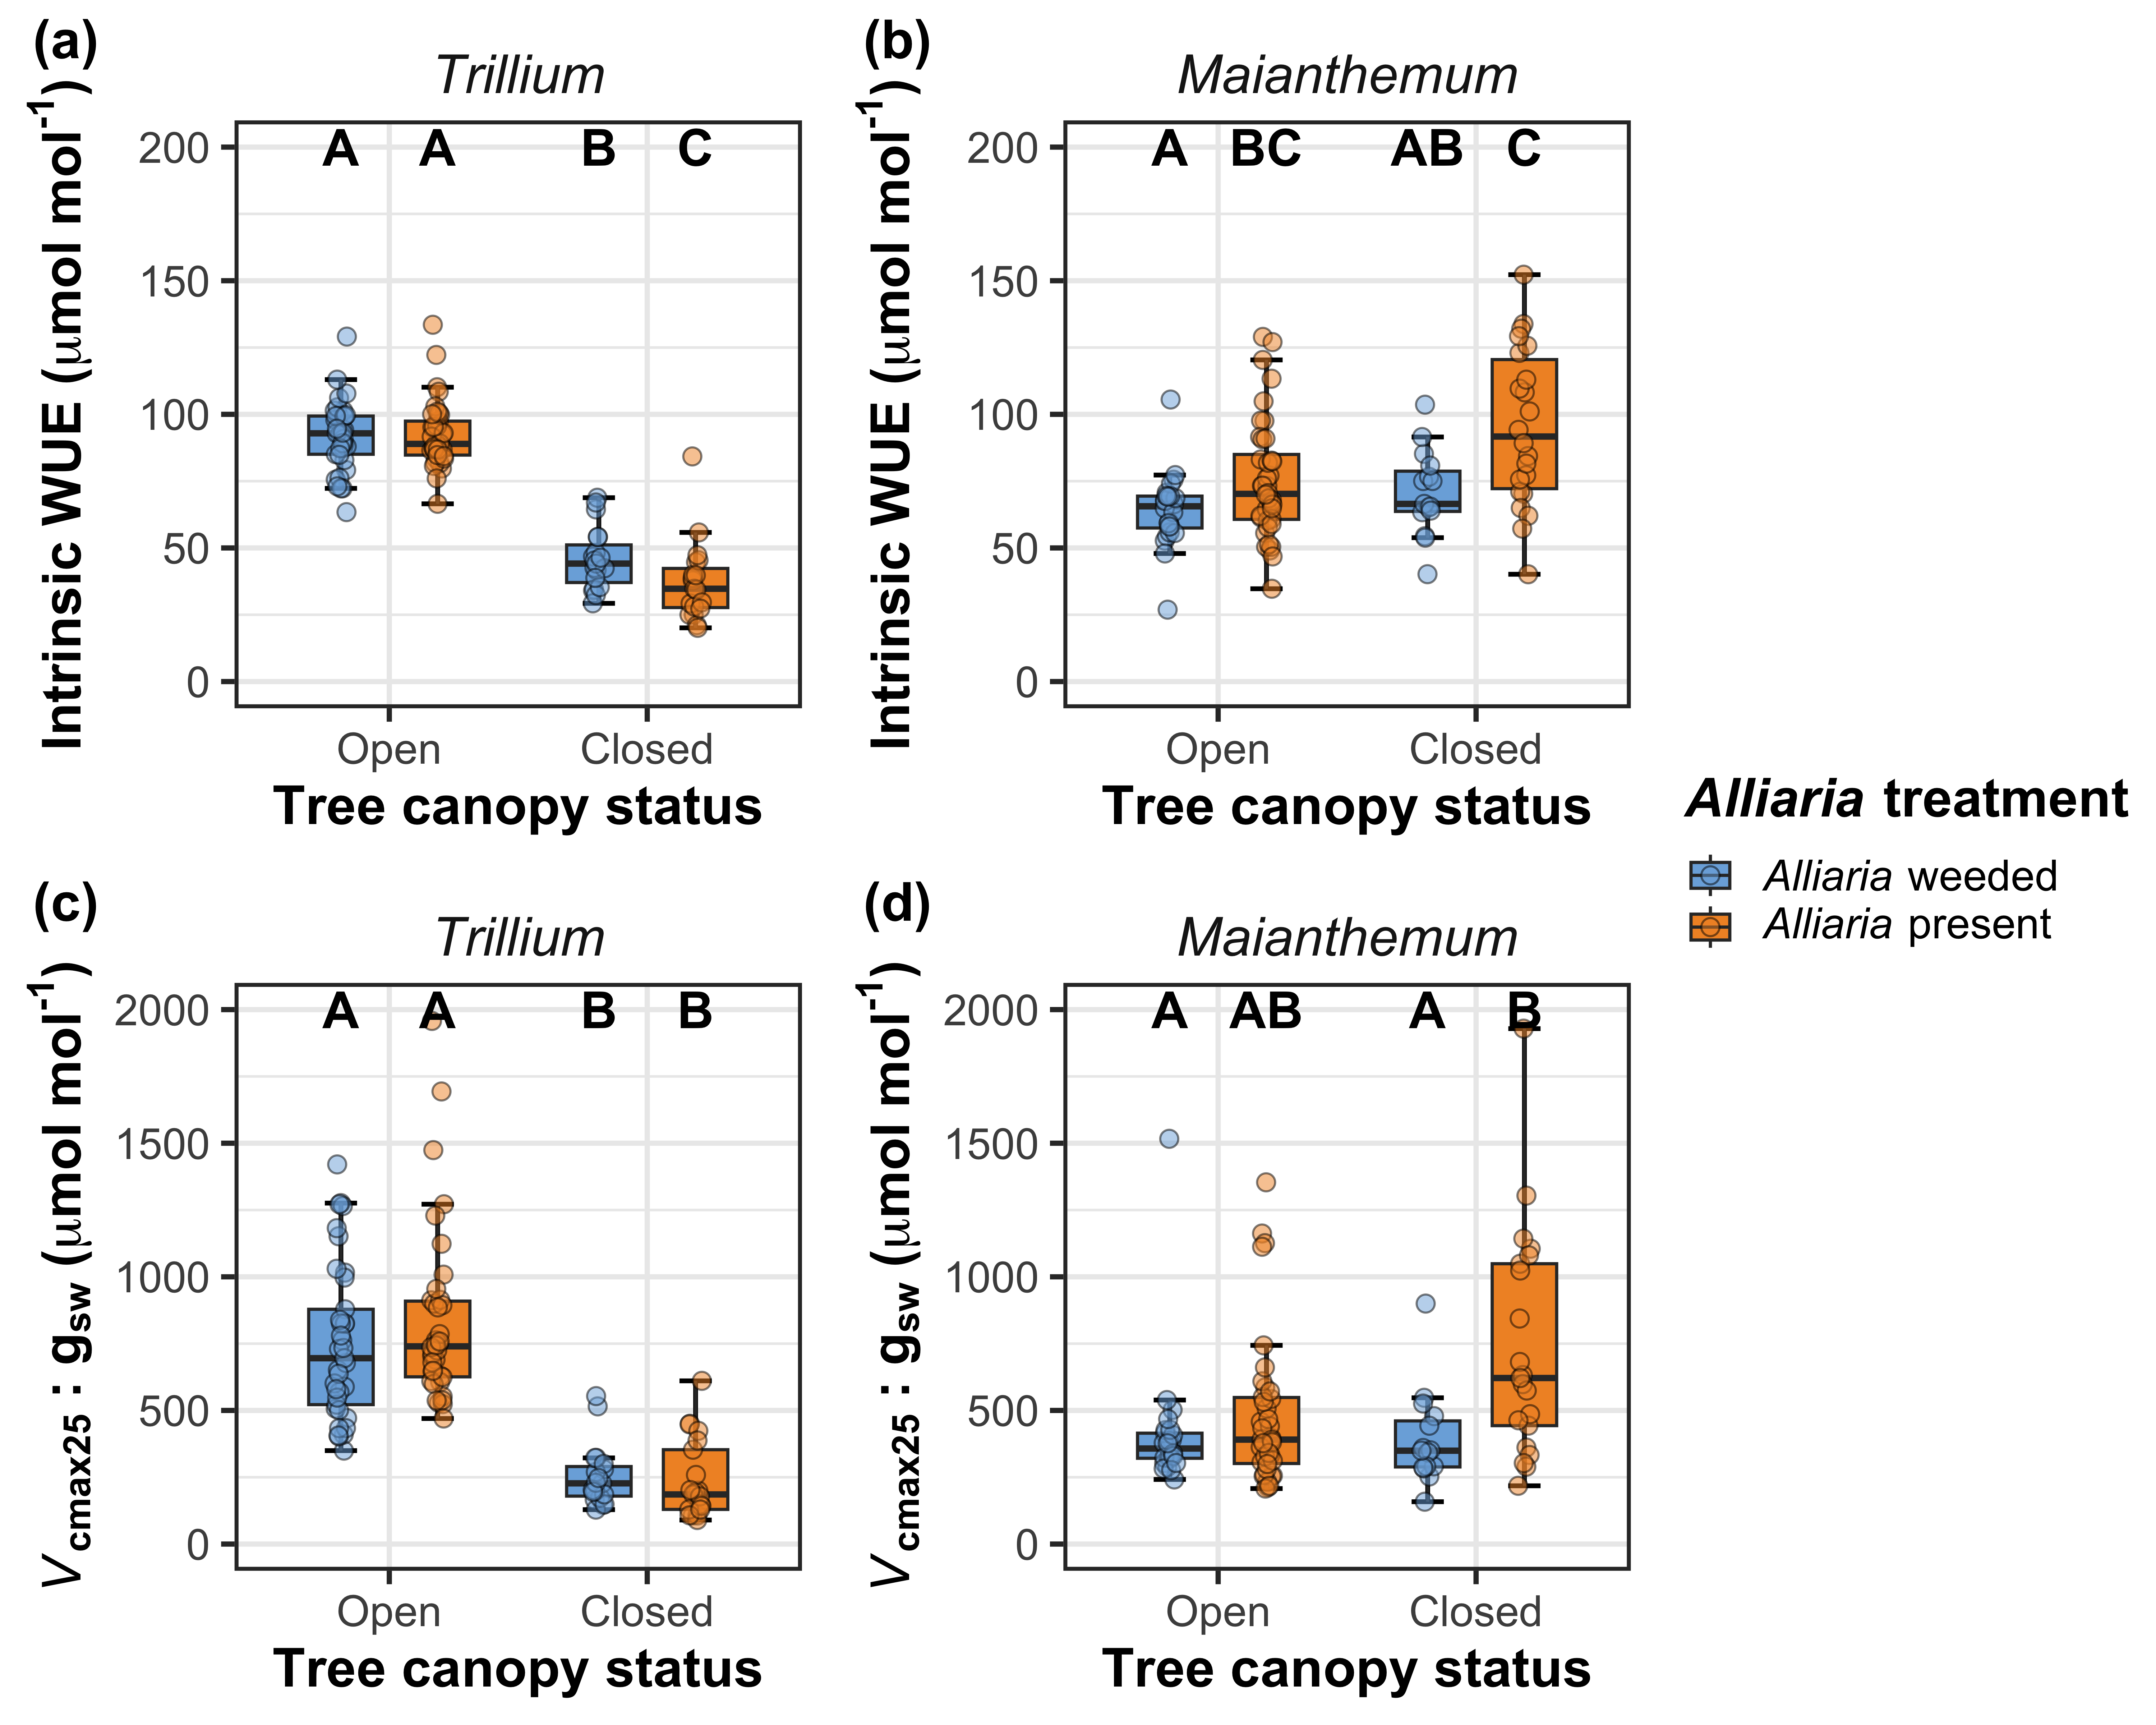 (a)
Trillium
Intrinsic WUE (μmol mol⁻¹)
200
150
100
50
0
A A B C
Open Closed
Tree canopy status
(b)
Maianthemum
Intrinsic WUE (μmol mol⁻¹)
200
150
100
50
0
A BC AB C
Open Closed
Tree canopy status
Alliaria treatment
Alliaria weeded
Alliaria present
(c)
Trillium
Vcmax25 : gsw (μmol mol⁻¹)
2000
1500
1000
500
0
A A B B
Open Closed
Tree canopy status
(d)
Maianthemum
Vcmax25 : gsw (μmol mol⁻¹)
2000
1500
1000
500
0
A AB A B
Open Closed
Tree canopy status